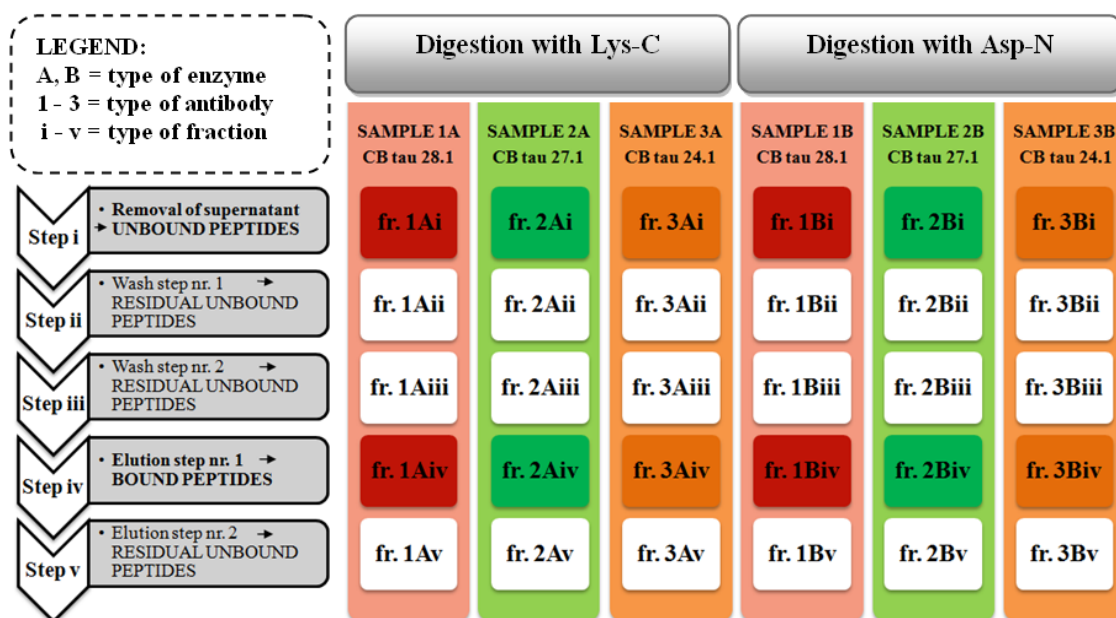 LEGEND:
A, B = type of enzyme
1 - 3 = type of antibody
i - v = type of fraction
Digestion with Lys-C
Digestion with Asp-N
SAMPLE 1A
CB tau 28.1
SAMPLE 2A
CB tau 27.1
SAMPLE 3A
CB tau 24.1
SAMPLE 1B
CB tau 28.1
SAMPLE 2B
CB tau 27.1
SAMPLE 3B
CB tau 24.1
Step i
• Removal of supernatant
→ UNBOUND PEPTIDES
fr. 1Ai
fr. 2Ai
fr. 3Ai
fr. 1Bi
fr. 2Bi
fr. 3Bi
Step ii
• Wash step nr. 1 →
RESIDUAL UNBOUND
PEPTIDES
fr. 1Aii
fr. 2Aii
fr. 3Aii
fr. 1Bii
fr. 2Bii
fr. 3Bii
Step iii
• Wash step nr. 2 →
RESIDUAL UNBOUND
PEPTIDES
fr. 1Aiii
fr. 2Aiii
fr. 3Aiii
fr. 1Biii
fr. 2Biii
fr. 3Biii
Step iv
• Elution step nr. 1 →
BOUND PEPTIDES
fr. 1Aiv
fr. 2Aiv
fr. 3Aiv
fr. 1Biv
fr. 2Biv
fr. 3Biv
Step v
• Elution step nr. 2 →
RESIDUAL UNBOUND
PEPTIDES
fr. 1Av
fr. 2Av
fr. 3Av
fr. 1Bv
fr. 2Bv
fr. 3Bv